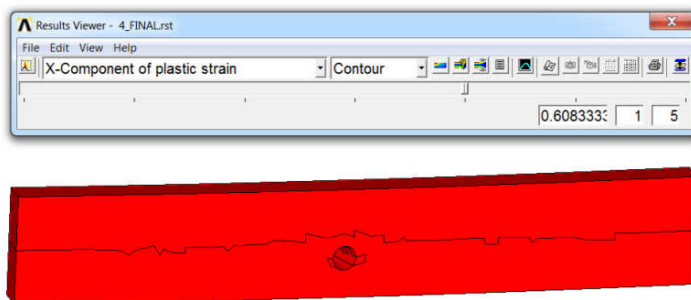 Results Viewer - 4_FINAL.rst
File Edit View Help
X-Component of plastic strain Contour
0.6083333 1 5